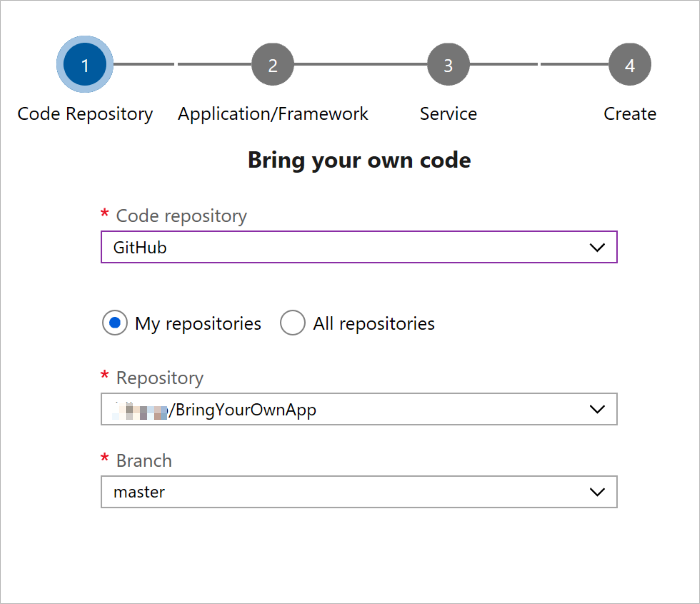 1 2 3 4
Code Repository Application/Framework Service Create
Bring your own code
* Code repository
GitHub
My repositories All repositories
* Repository
/BringYourOwnApp
* Branch
master